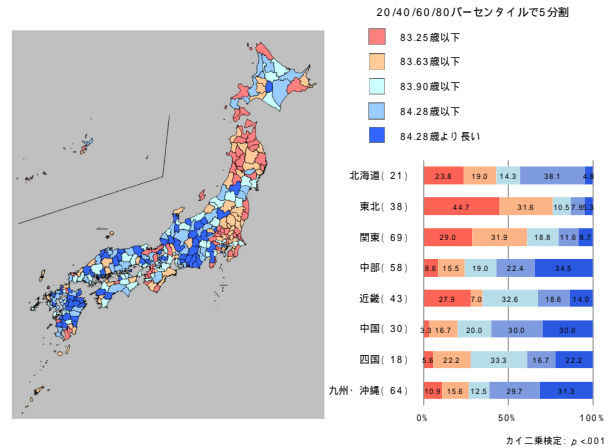 20/40/60/80パーセンタイルで5分割
83.25歳以下
83.63歳以下
83.90歳以下
84.28歳以下
84.28歳より長い
北海道( 21) 23.8 19.0 14.3 38.1 4.8
東北( 38) 44.7 31.6 10.5 7.9 5.3
関東( 69) 29.0 31.9 18.8 11.6 8.7
中部( 58) 8.6 15.5 19.0 22.4 34.5
近畿( 43) 27.9 7.0 32.6 18.6 14.0
中国( 30) 3.3 16.7 20.0 30.0 30.0
四国( 18) 5.6 22.2 33.3 16.7 22.2
九州・沖縄( 64) 10.9 15.6 12.5 29.7 31.3
0% 50% 100%
カイ二乗検定: p <.001